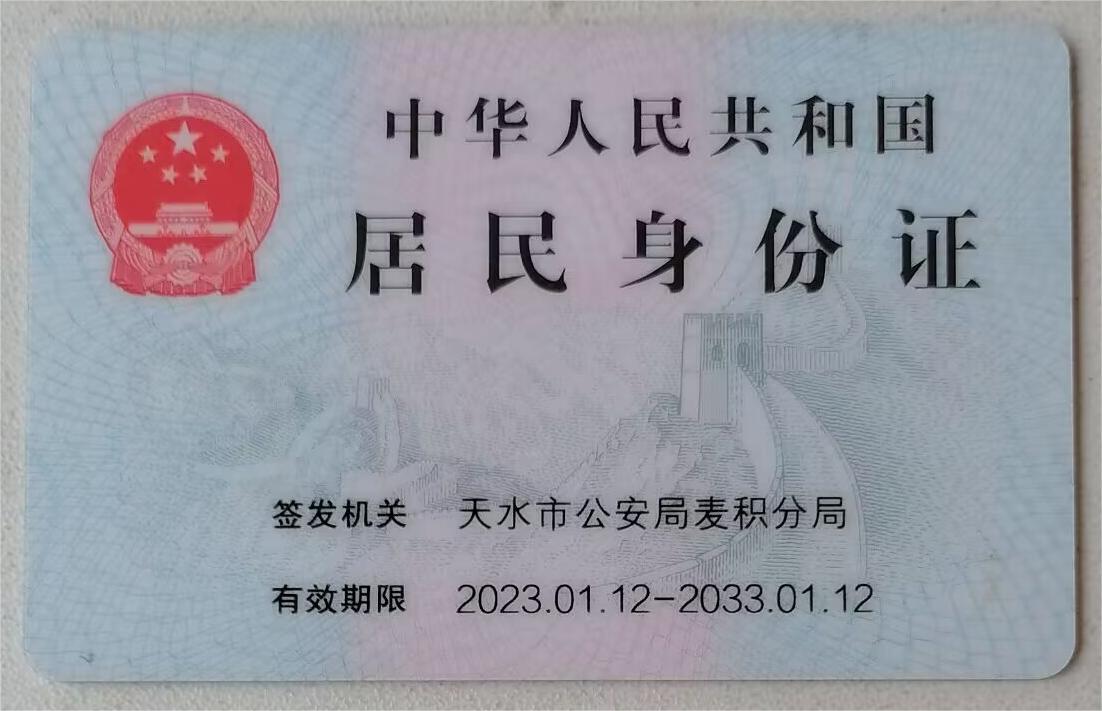 中华人民共和国
居民身份证
签发机关 天水市公安局麦积分局
有效期限 2023.01.12-2033.01.12